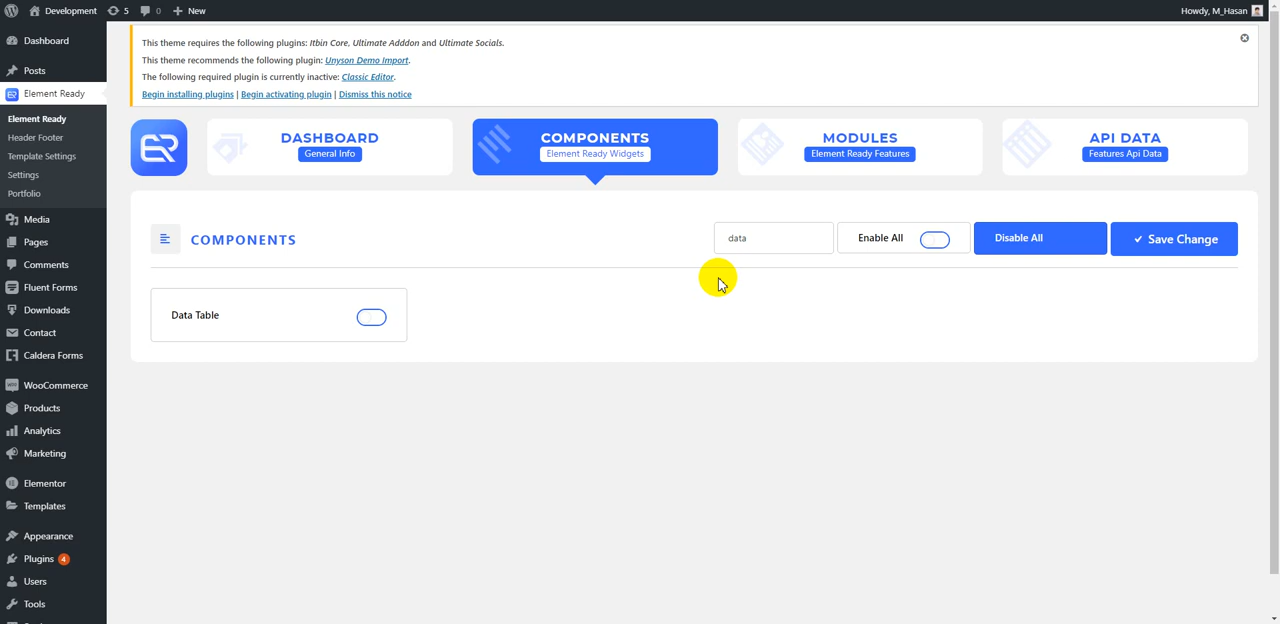 Development 5 0 New Howdy, M_Hasan
Dashboard
Posts
Element Ready
Element Ready
Header Footer
Template Settings
Settings
Portfolio
Media
Pages
Comments
Fluent Forms
Downloads
Contact
Caldera Forms
WooCommerce
Products
Analytics
Marketing
Elementor
Templates
Appearance
Plugins 4
Users
Tools
This theme requires the following plugins: Itbin Core, Ultimate Adddon and Ultimate Socials.
This theme recommends the following plugin: Unyson Demo Import.
The following required plugin is currently inactive: Classic Editor.
Begin installing plugins | Begin activating plugin | Dismiss this notice
ER
DASHBOARD
General Info
COMPONENTS
Element Ready Widgets
MODULES
Element Ready Features
API DATA
Features Api Data
COMPONENTS
data
Enable All
Disable All
✔ Save Change
Data Table